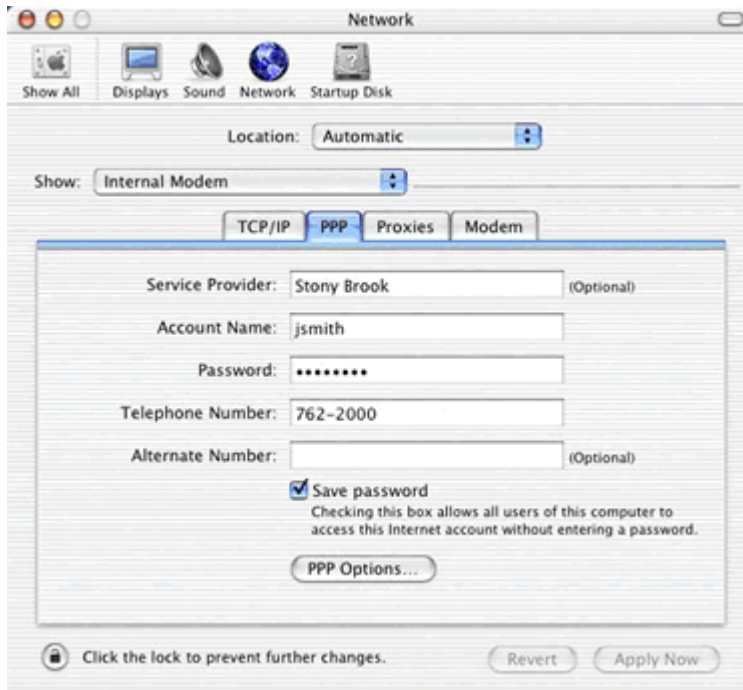 Network
Show All Displays Sound Network Startup Disk
Location: Automatic
Show: Internal Modem
TCP/IP PPP Proxies Modem
Service Provider: Stony Brook (Optional)
Account Name: jsmith
Password: ••••••••
Telephone Number: 762-2000
Alternate Number: (Optional)
Save password
Checking this box allows all users of this computer to
access this Internet account without entering a password.
PPP Options...
Click the lock to prevent further changes. Revert Apply Now